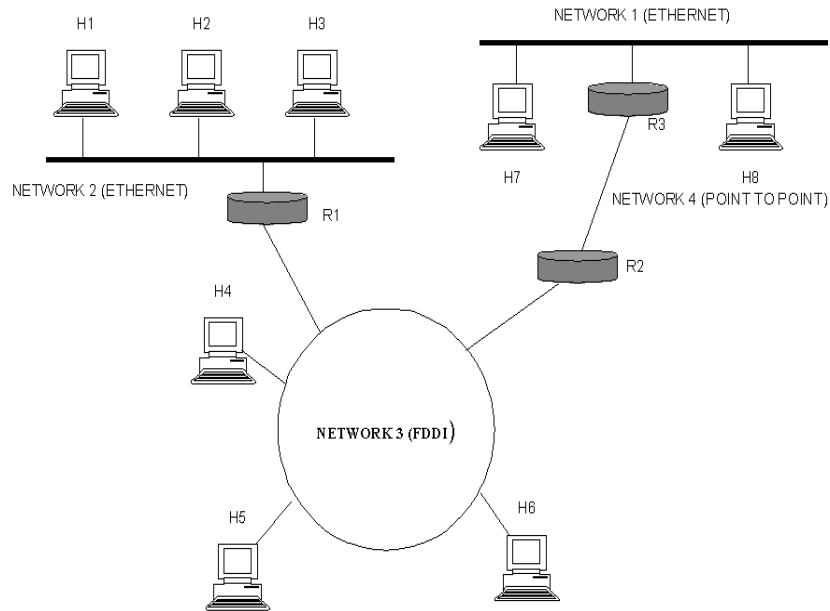 H1
H2
H3
NETWORK 1 (ETHERNET)
R3
H7
H8
NETWORK 2 (ETHERNET)
R1
NETWORK 4 (POINT TO POINT)
R2
H4
NETWORK 3 (FDDI)
H5
H6